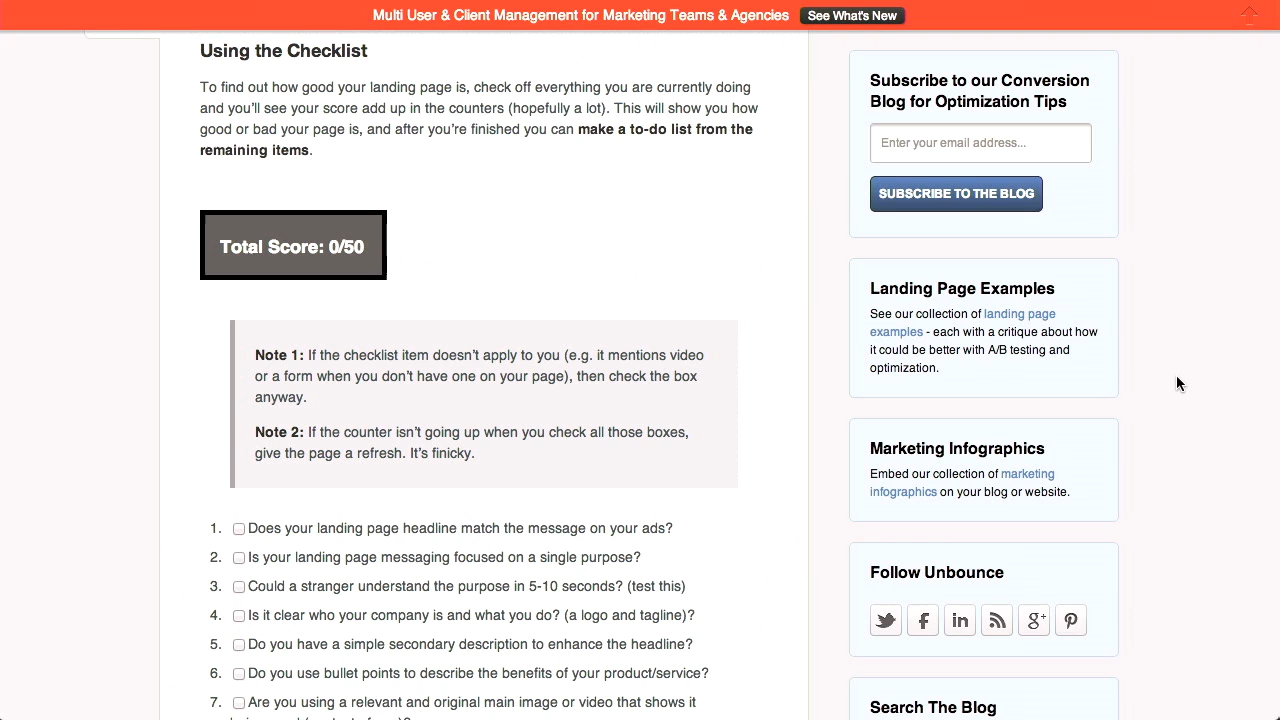 Multi User & Client Management for Marketing Teams & Agencies See What's New
Using the Checklist
To find out how good your landing page is, check off everything you are currently doing
and you'll see your score add up in the counters (hopefully a lot). This will show you how
good or bad your page is, and after you're finished you can make a to-do list from the
remaining items.
Total Score: 0/50
Note 1: If the checklist item doesn't apply to you (e.g. it mentions video
or a form when you don't have one on your page), then check the box
anyway.
Note 2: If the counter isn't going up when you check all those boxes,
give the page a refresh. It's finicky.
1. Does your landing page headline match the message on your ads?
2. Is your landing page messaging focused on a single purpose?
3. Could a stranger understand the purpose in 5-10 seconds? (test this)
4. Is it clear who your company is and what you do? (a logo and tagline)?
5. Do you have a simple secondary description to enhance the headline?
6. Do you use bullet points to describe the benefits of your product/service?
7. Are you using a relevant and original main image or video that shows it
Subscribe to our Conversion
Blog for Optimization Tips
Enter your email address...
SUBSCRIBE TO THE BLOG
Landing Page Examples
See our collection of landing page
examples - each with a critique about how
it could be better with A/B testing and
optimization.
Marketing Infographics
Embed our collection of marketing
infographics on your blog or website.
Follow Unbounce
Search The Blog